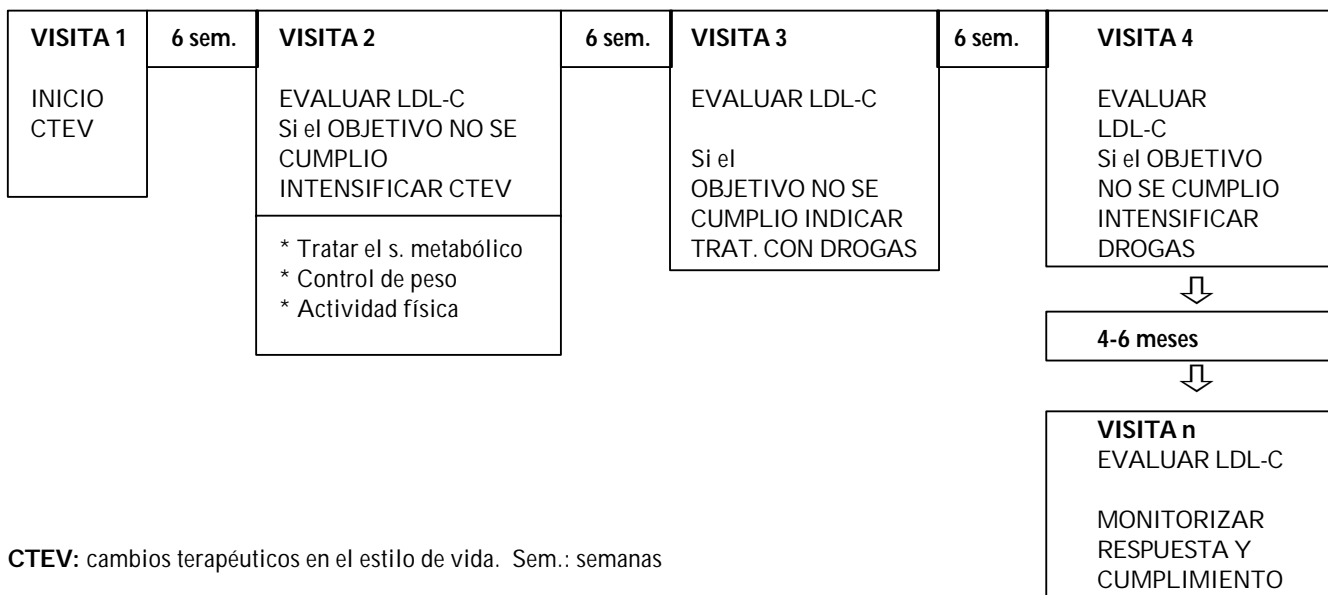 VISITA 1
6 sem.
VISITA 2
6 sem.
VISITA 3
6 sem.
VISITA 4
INICIO
CTEV
EVALUAR LDL-C
Si el OBJETIVO NO SE
CUMPLIO
INTENSIFICAR CTEV
* Tratar el s. metabólico
* Control de peso
* Actividad física
EVALUAR LDL-C
Si el
OBJETIVO NO SE
CUMPLIO INDICAR
TRAT. CON DROGAS
EVALUAR
LDL-C
Si el OBJETIVO
NO SE CUMPLIO
INTENSIFICAR
DROGAS
4-6 meses
VISITA n
EVALUAR LDL-C
MONITORIZAR
RESPUESTA Y
CUMPLIMIENTO
CTEV: cambios terapéuticos en el estilo de vida. Sem.: semanas